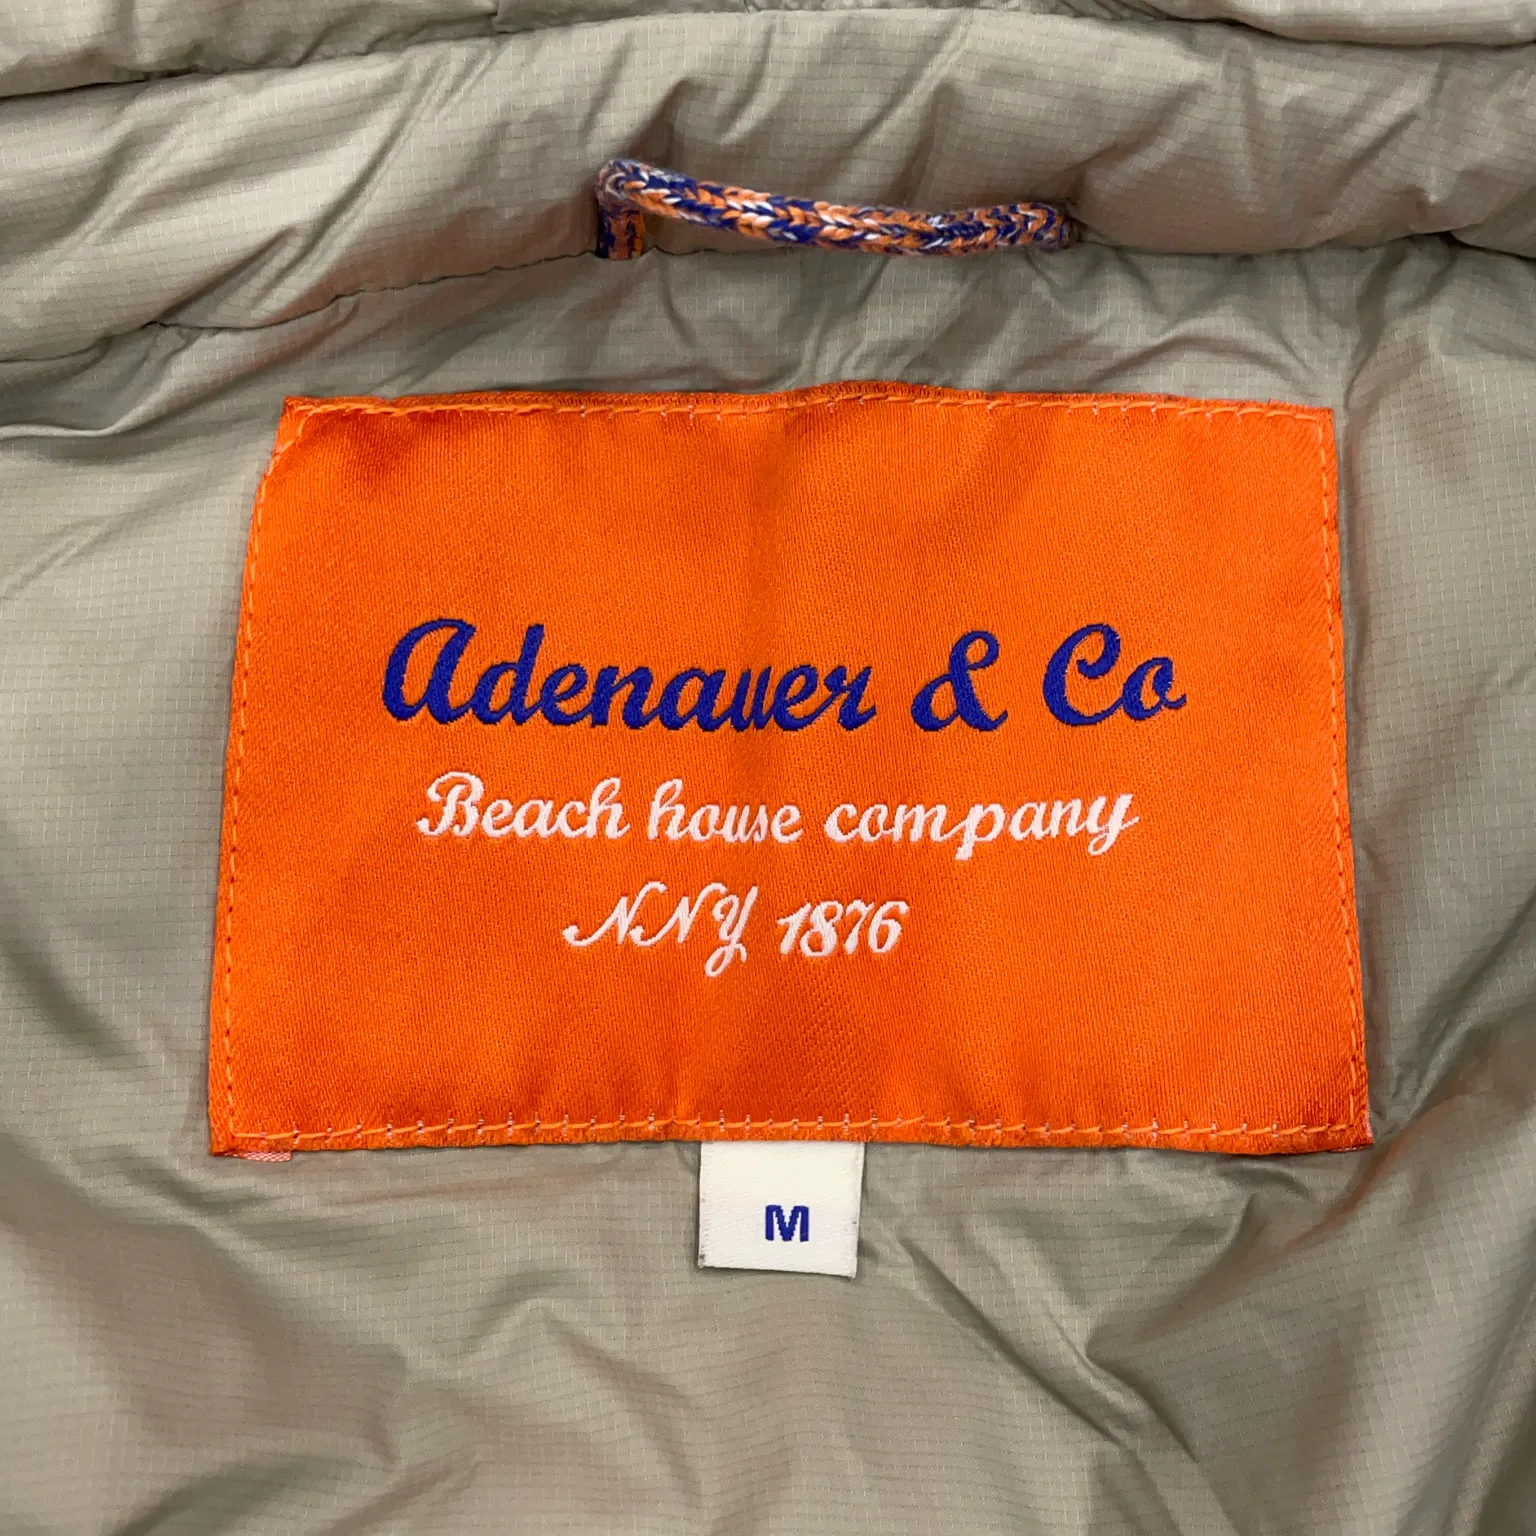 Adenauer & Co
Beach house company
NNY 1876
M